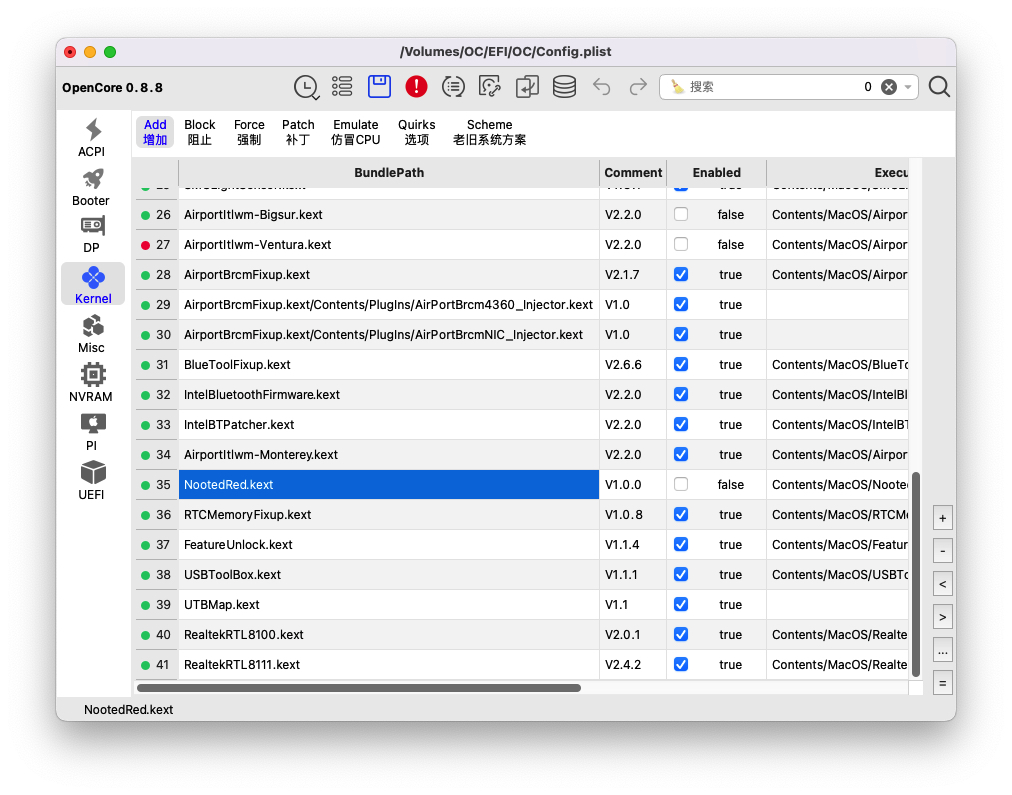 /Volumes/OC/EFI/OC/Config.plist
OpenCore 0.8.8
搜索 0
ACPI
Booter
DP
Kernel
Misc
NVRAM
PI
UEFI
Add Block Force Patch Emulate Quirks Scheme
增加 阻止 强制 补丁 仿冒CPU 选项 老旧系统方案
BundlePath Comment Enabled Execu
26 AirportItlwm-Bigsur.kext V2.2.0 false Contents/MacOS/Airpor
27 AirportItlwm-Ventura.kext V2.2.0 false Contents/MacOS/Airpor
28 AirportBrcmFixup.kext V2.1.7 true Contents/MacOS/Airpor
29 AirportBrcmFixup.kext/Contents/PlugIns/AirPortBrcm4360_Injector.kext V1.0 true
30 AirportBrcmFixup.kext/Contents/PlugIns/AirPortBrcmNIC_Injector.kext V1.0 true
31 BlueToolFixup.kext V2.6.6 true Contents/MacOS/BlueTo
32 IntelBluetoothFirmware.kext V2.2.0 true Contents/MacOS/IntelBl
33 IntelBTPatcher.kext V2.2.0 true Contents/MacOS/IntelBT
34 AirportItlwm-Monterey.kext V2.2.0 true Contents/MacOS/Airpor
35 NootedRed.kext V1.0.0 false Contents/MacOS/Noote
36 RTCMemoryFixup.kext V1.0.8 true Contents/MacOS/RTCM
37 FeatureUnlock.kext V1.1.4 true Contents/MacOS/Featur
38 USBToolBox.kext V1.1.1 true Contents/MacOS/USBTo
39 UTBMap.kext V1.1 true
40 RealtekRTL8100.kext V2.0.1 true Contents/MacOS/Realte
41 RealtekRTL8111.kext V2.4.2 true Contents/MacOS/Realte
+
-
<
>
...
=
NootedRed.kext